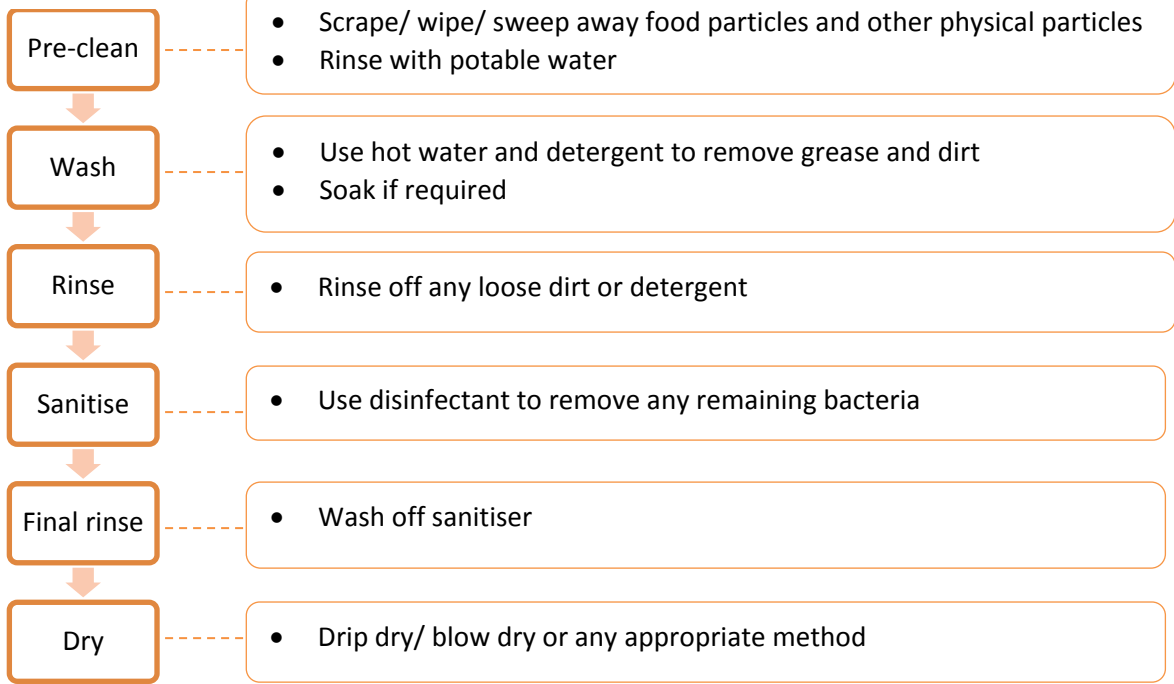 Pre-clean
• Scrape/ wipe/ sweep away food particles and other physical particles
• Rinse with potable water
Wash
• Use hot water and detergent to remove grease and dirt
• Soak if required
Rinse
• Rinse off any loose dirt or detergent
Sanitise
• Use disinfectant to remove any remaining bacteria
Final rinse
• Wash off sanitiser
Dry
• Drip dry/ blow dry or any appropriate method